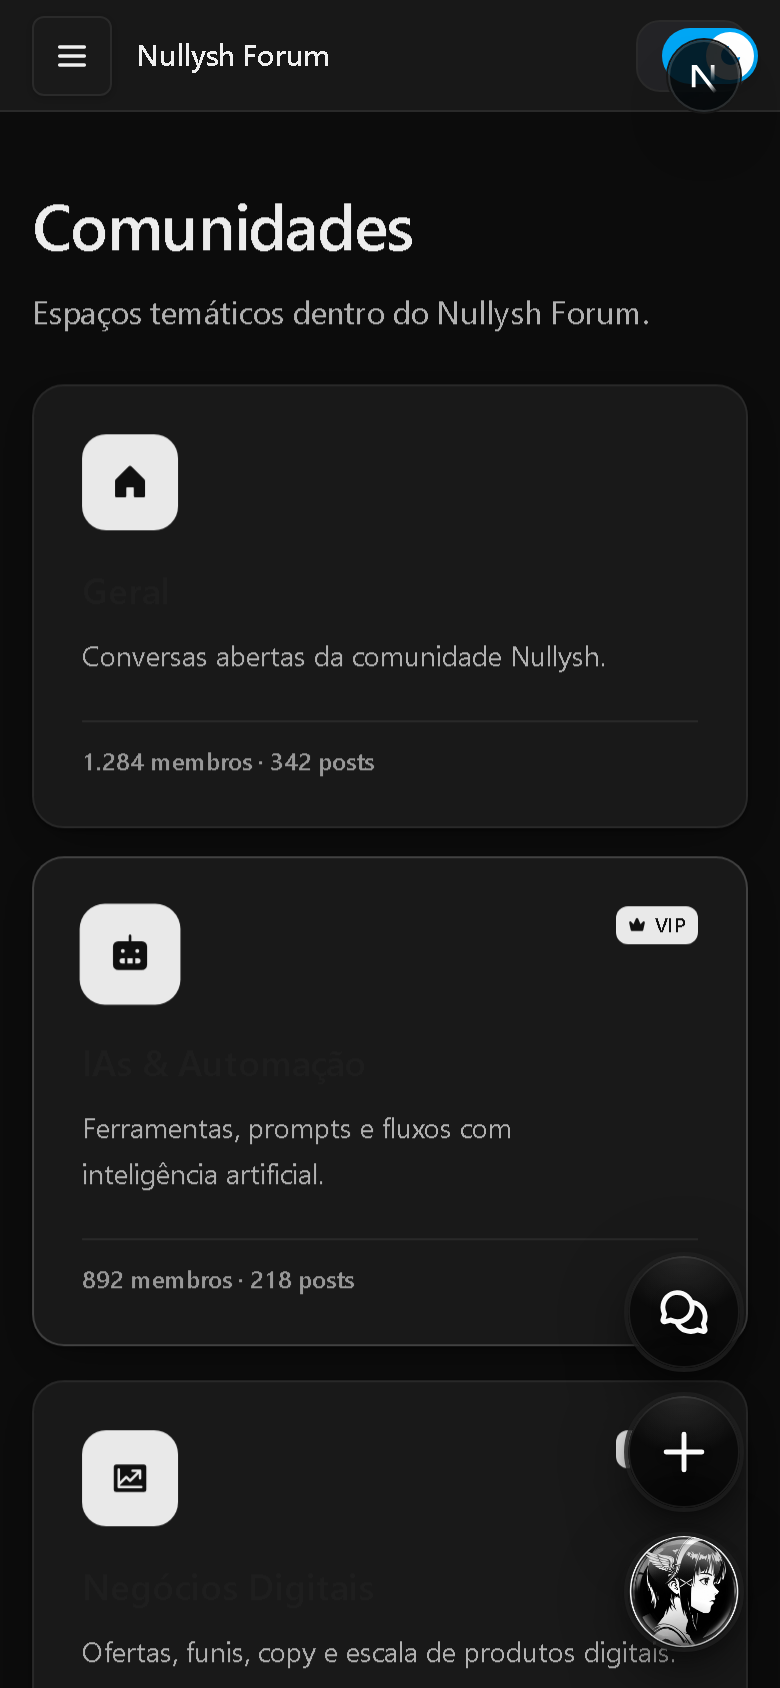 Nullysh Forum
N
Comunidades
Espaços temáticos dentro do Nullysh Forum.
Geral
Conversas abertas da comunidade Nullysh.
1.284 membros · 342 posts
VIP
IAs & Automação
Ferramentas, prompts e fluxos com
inteligência artificial.
892 membros · 218 posts
Negócios Digitais
Ofertas, funis, copy e escala de produtos digitais.